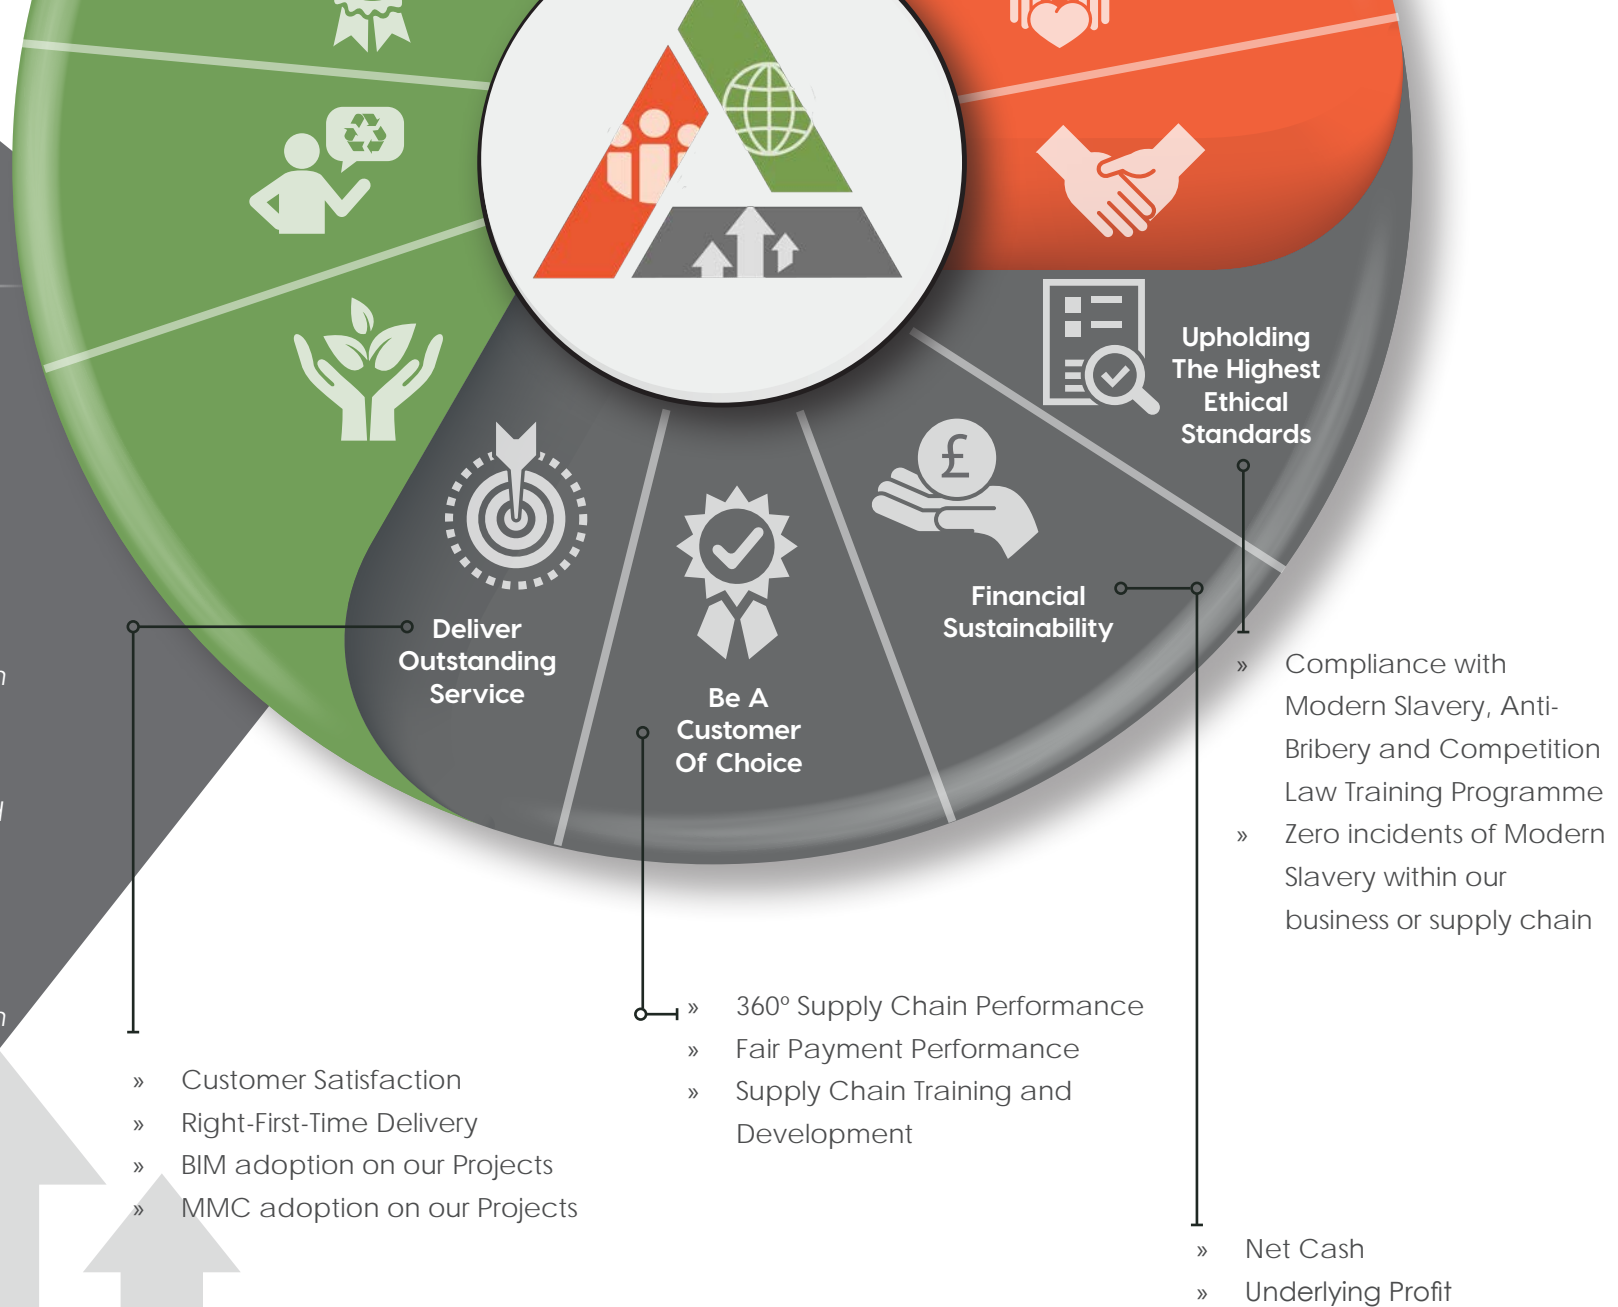 Upholding
The Highest
Ethical
Standards
£
Financial
Sustainability
Deliver
Outstanding
Service
Be A
Customer
Of Choice
» Compliance with
Modern Slavery, Anti-
Bribery and Competition
Law Training Programme
» Zero incidents of Modern
Slavery within our
business or supply chain
» 360º Supply Chain Performance
» Fair Payment Performance
» Supply Chain Training and
Development
» Customer Satisfaction
» Right-First-Time Delivery
» BIM adoption on our Projects
» MMC adoption on our Projects
» Net Cash
» Underlying Profit